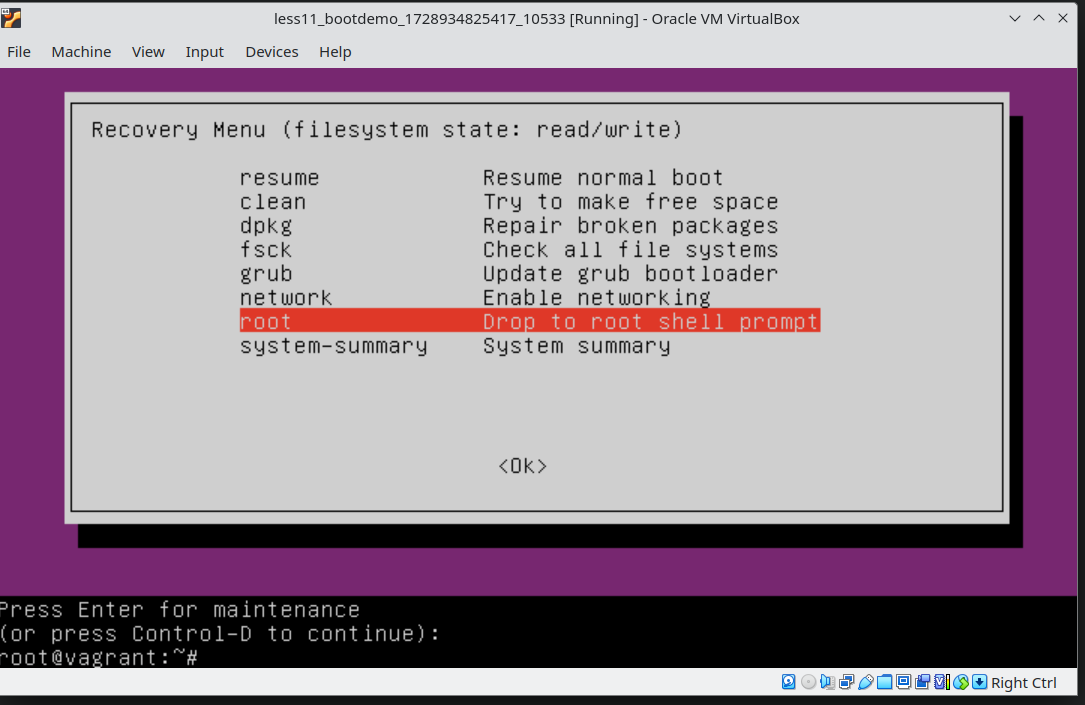 less11_bootdemo_1728934825417_10533 [Running] - Oracle VM VirtualBox
File Machine View Input Devices Help
Recovery Menu (filesystem state: read/write)
resume Resume normal boot
clean Try to make free space
dpkg Repair broken packages
fsck Check all file systems
grub Update grub bootloader
network Enable networking
root Drop to root shell prompt
system-summary System summary
<Ok>
Press Enter for maintenance
(or press Control-D to continue):
root@vagrant:~#
Right Ctrl